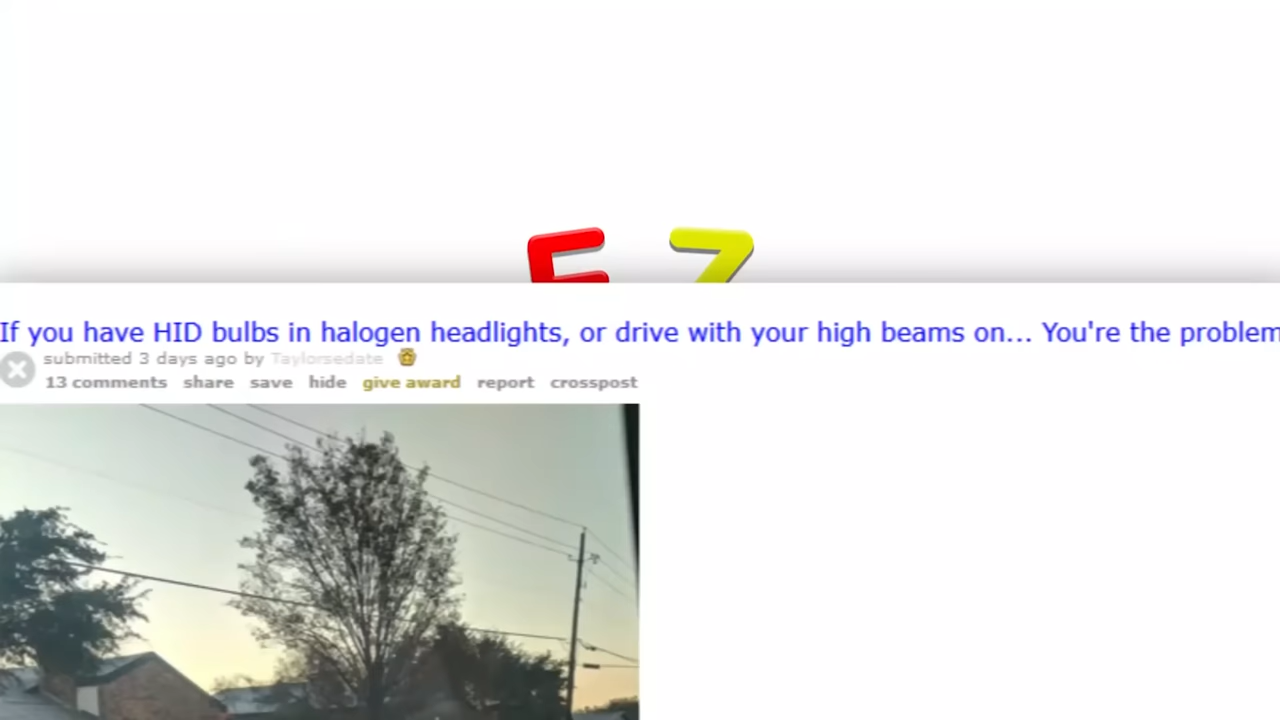 E Z
If you have HID bulbs in halogen headlights, or drive with your high beams on... You're the problem
submitted 3 days ago by Taylorsedate
13 comments share save hide give award report crosspost